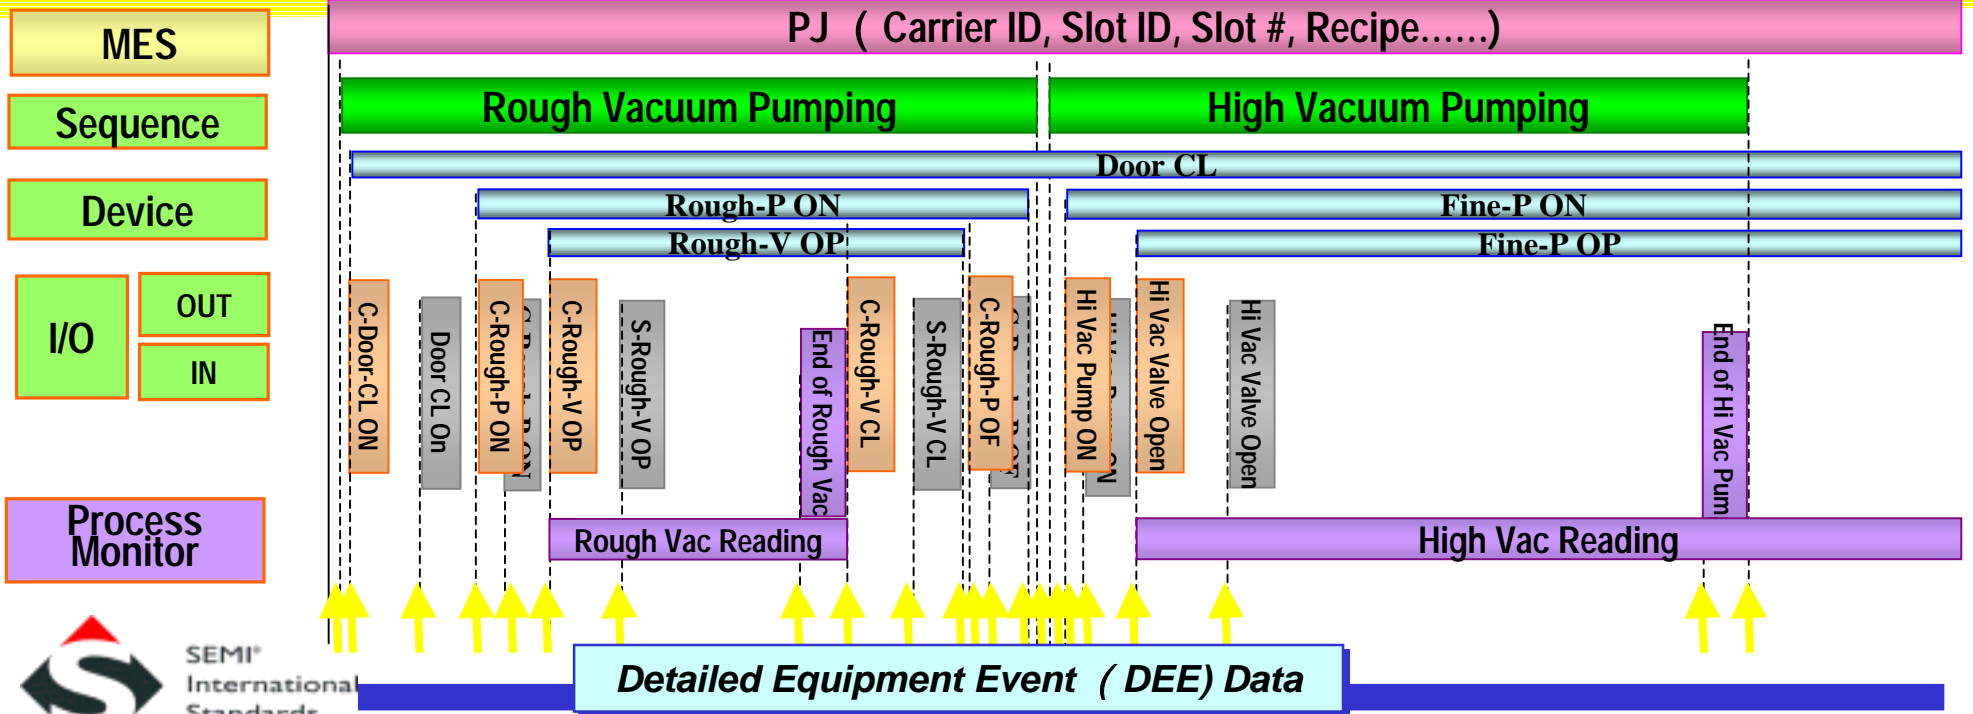 MES
PJ ( Carrier ID, Slot ID, Slot #, Recipe......)
Sequence
Rough Vacuum Pumping
High Vacuum Pumping
Door CL
Device
Rough-P ON
Fine-P ON
Rough-V OP
Fine-P OP
I/O
OUT
IN
C-Door-CL ON
Door CL On
C-Rough-P ON
C-Rough-V OP
S-Rough-V OP
End of Rough Vac
C-Rough-V CL
S-Rough-V CL
C-Rough-P OF
Hi Vac Pump ON
Hi Vac Valve Open
Hi Vac Valve Open
End of Hi Vac Pum
Process
Monitor
Rough Vac Reading
High Vac Reading
SEMI®
International
Standards
Detailed Equipment Event ( DEE) Data